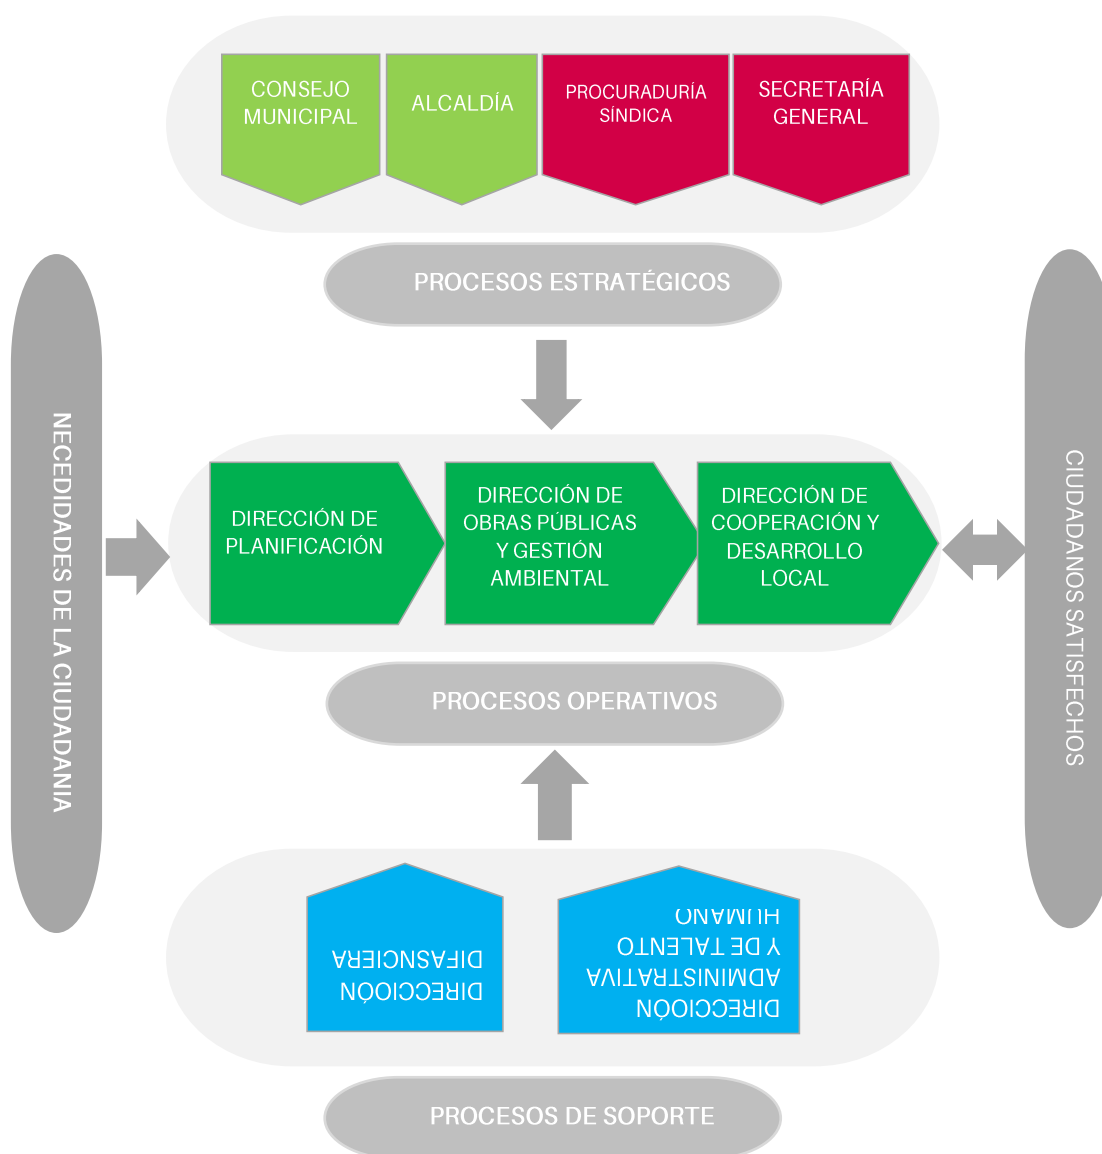 CONSEJO
MUNICIPAL
ALCALDÍA
PROCURADURÍA
SÍNDICA
SECRETARÍA
GENERAL
PROCESOS ESTRATÉGICOS
NECEDIDADES DE LA CIUDADANIA
DIRECCIÓN DE
PLANIFICACIÓN
DIRECCIÓN DE
OBRAS PÚBLICAS
Y GESTIÓN
AMBIENTAL
DIRECCIÓN DE
COOPERACIÓN Y
DESARROLLO
LOCAL
CIUDADANOS SATISFECHOS
PROCESOS OPERATIVOS
DIRECCIOÓN
DIFASNCIERA
DIRECCIOÓN
ADMINISTRATIVA
Y DE TALENTO
HUMANO
PROCESOS DE SOPORTE